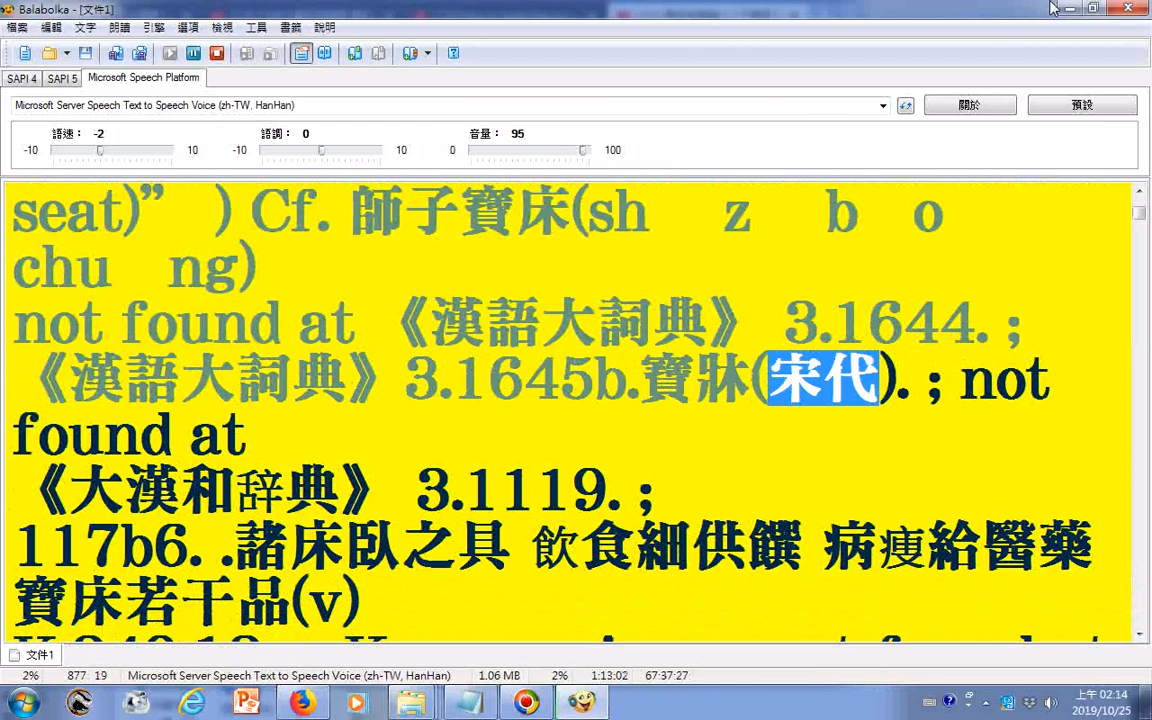 Balabolka - [文件1]
檔案 編輯 文字 朗讀 引擎 選項 檢視 工具 書籤 說明
SAPI 4 SAPI 5 Microsoft Speech Platform
Microsoft Server Speech Text to Speech Voice (zh-TW, HanHan) 關於 預設
語速： -2 語調： 0 音量： 95
-10 10 -10 10 0 100
seat)” ) Cf. 師子寶床(sh z b o
chu ng)
not found at 《漢語大詞典》 3.1644. ;
《漢語大詞典》 3.1645b.寶牀(宋代). ; not
found at
《大漢和辞典》 3.1119. ;
117b6. .諸床臥之具 飲食細供饌 病瘦給醫藥
寶床若干品(v)
文件1
2% 877: 19 Microsoft Server Speech Text to Speech Voice (zh-TW, HanHan) 1.06 MB 2% 1:13:02 67:37:27
上午 02:14
2019/10/25